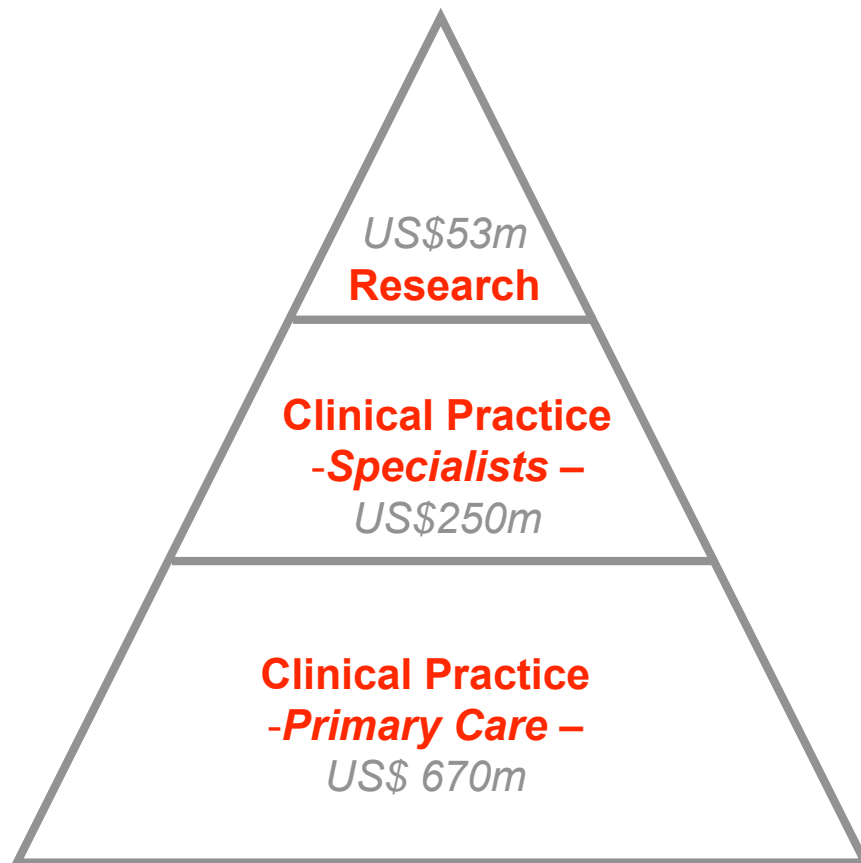 US$53m
Research
Clinical Practice
-Specialists –
US$250m
Clinical Practice
-Primary Care –
US$ 670m